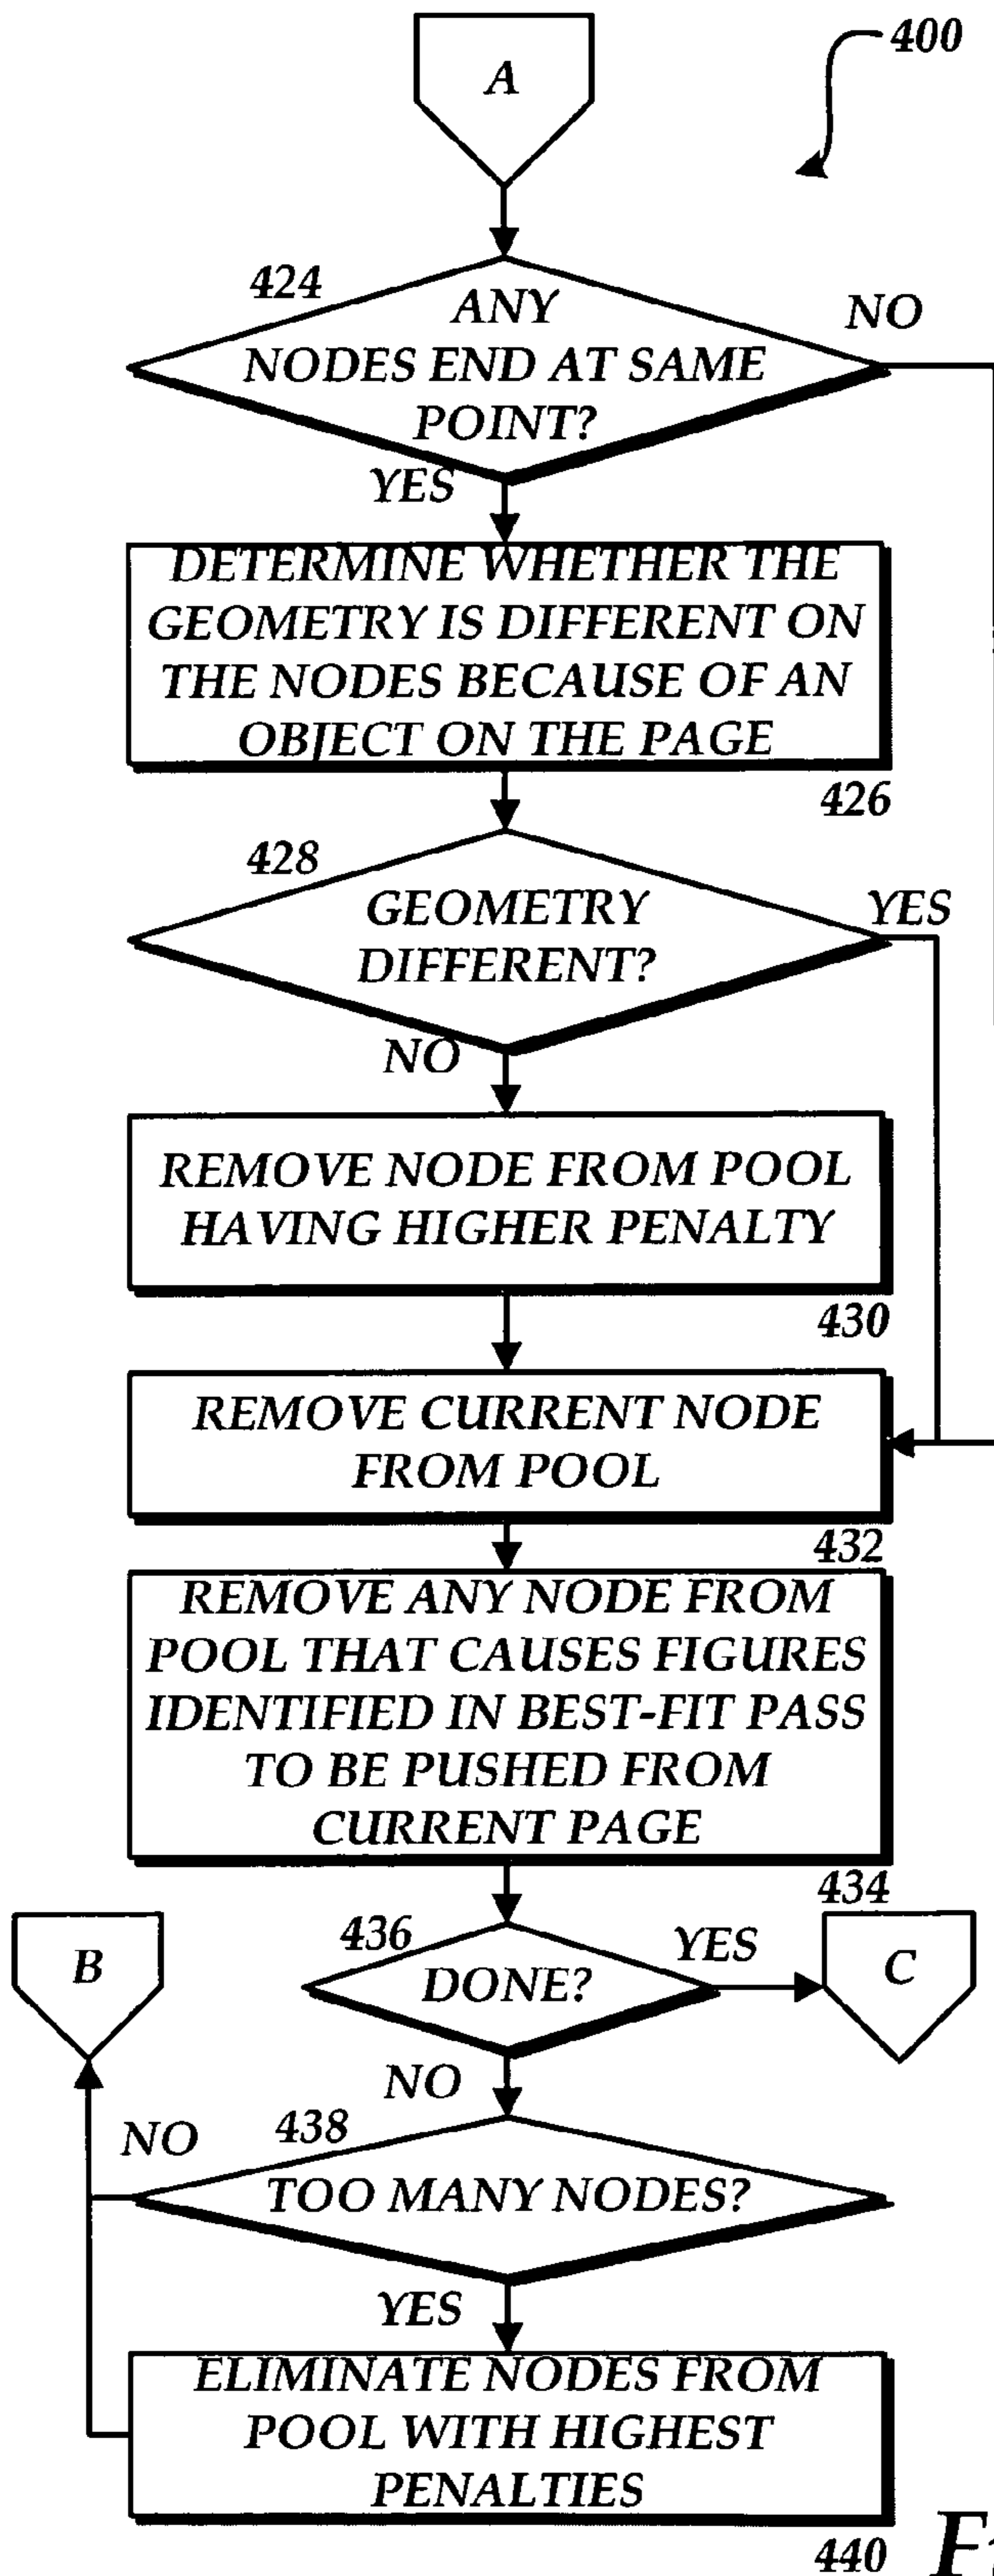 A
400
424
ANY
NODES END AT SAME
POINT?
NO
YES
DETERMINE WHETHER THE
GEOMETRY IS DIFFERENT ON
THE NODES BECAUSE OF AN
OBJECT ON THE PAGE
426
428
GEOMETRY
DIFFERENT?
YES
NO
REMOVE NODE FROM POOL
HAVING HIGHER PENALTY
430
REMOVE CURRENT NODE
FROM POOL
432
REMOVE ANY NODE FROM
POOL THAT CAUSES FIGURES
IDENTIFIED IN BEST-FIT PASS
TO BE PUSHED FROM
CURRENT PAGE
434
436
DONE?
YES
B
C
NO
438
NO
TOO MANY NODES?
YES
ELIMINATE NODES FROM
POOL WITH HIGHEST
PENALTIES
440